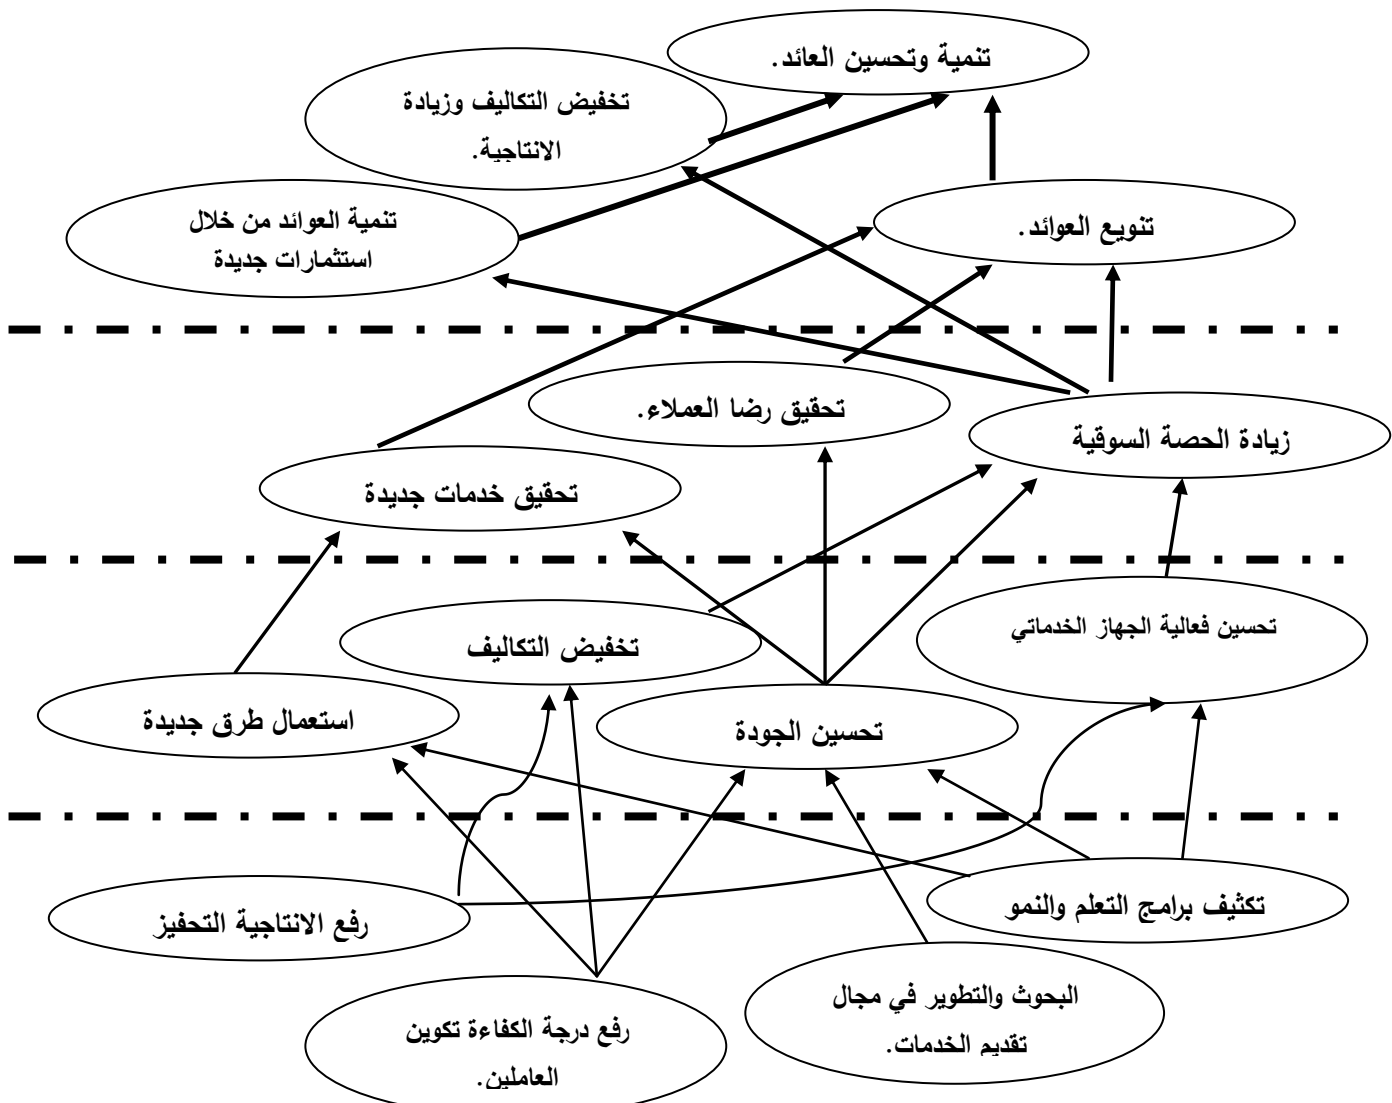 تنمية وتحسين العائد.
تخفيض التكاليف وزيادة
الانتاجية.
تنويع العوائد.
تنمية العوائد من خلال
استثمارات جديدة
تحقيق رضا العملاء.
زيادة الحصة السوقية
تحقيق خدمات جديدة
تحسين فعالية الجهاز الخدماتي
تخفيض التكاليف
تحسين الجودة
استعمال طرق جديدة
تكثيف برامج التعلم والنمو
رفع الانتاجية التحفيز
البحوث والتطوير في مجال
تقديم الخدمات.
رفع درجة الكفاءة تكوين
العاملين.